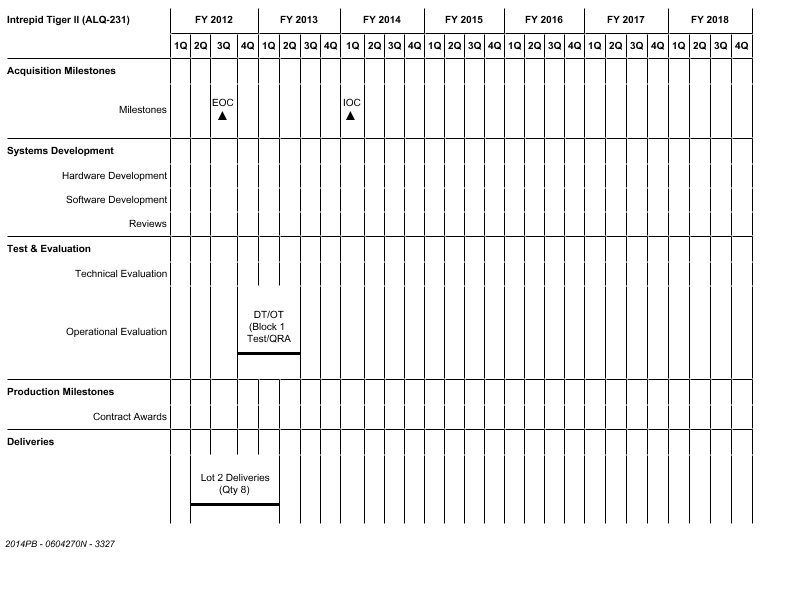 Intrepid Tiger II (ALQ-231) FY 2012 FY 2013 FY 2014 FY 2015 FY 2016 FY 2017 FY 2018
1Q 2Q 3Q 4Q 1Q 2Q 3Q 4Q 1Q 2Q 3Q 4Q 1Q 2Q 3Q 4Q 1Q 2Q 3Q 4Q 1Q 2Q 3Q 4Q 1Q 2Q 3Q 4Q
Acquisition Milestones
EOC IOC
Milestones
Systems Development
Hardware Development
Software Development
Reviews
Test & Evaluation
Technical Evaluation
DT/OT
(Block 1
Operational Evaluation
Test/QRA
Production Milestones
Contract Awards
Deliveries
Lot 2 Deliveries
(Qty 8)
2014PB - 0604270N - 3327